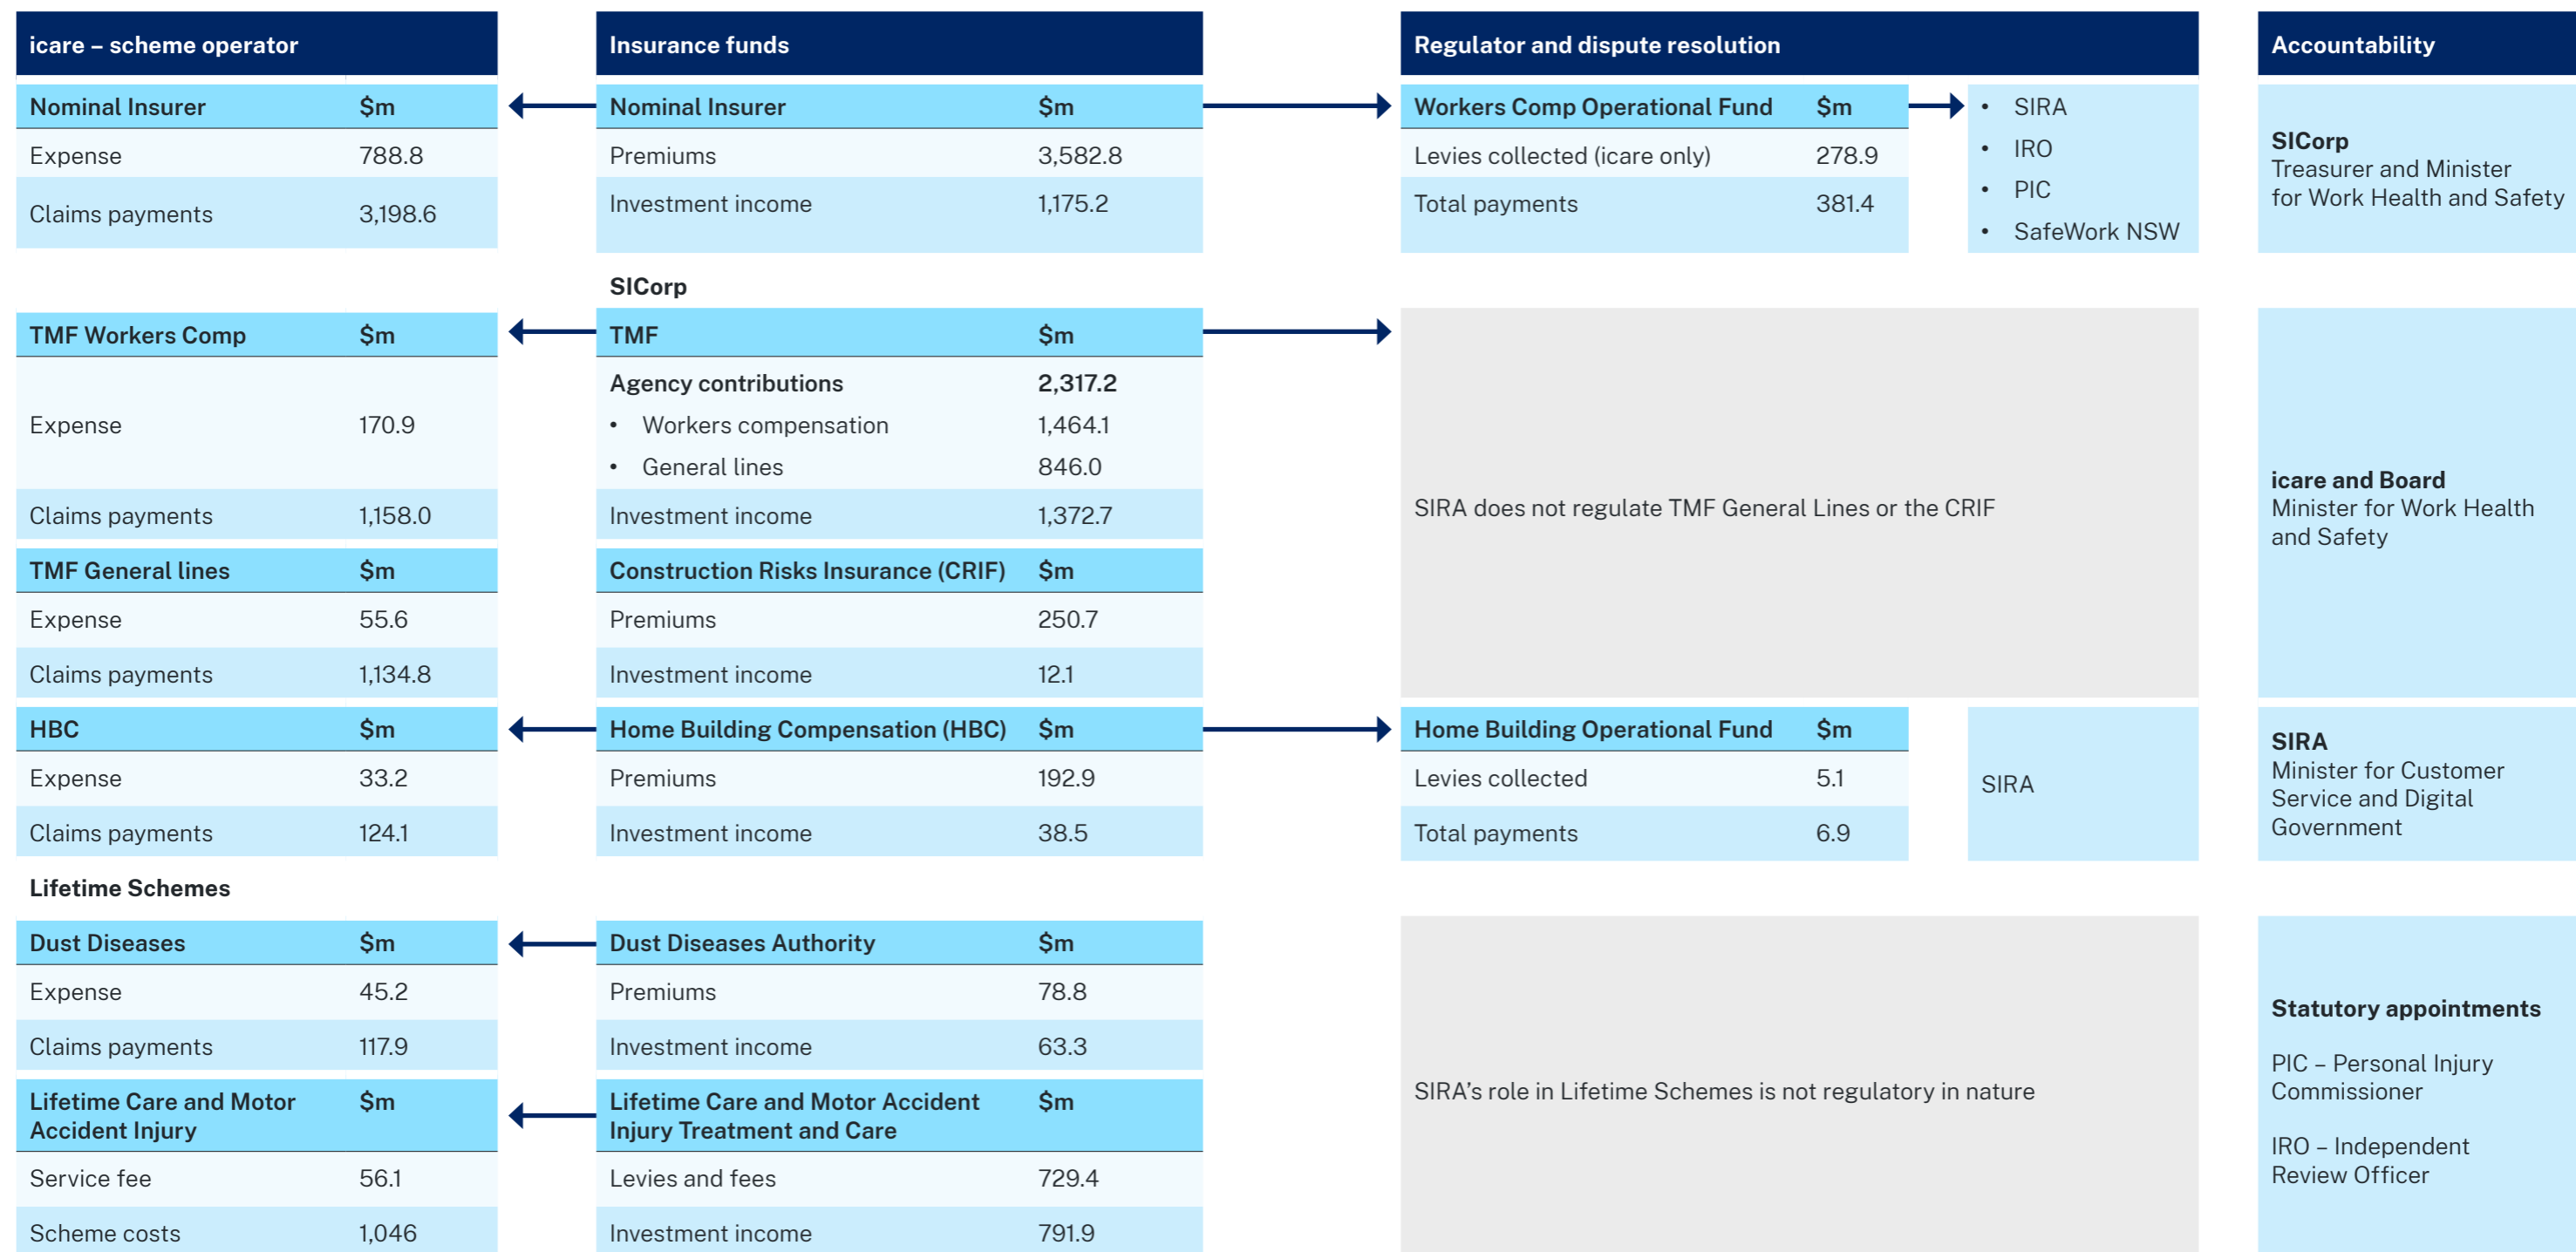 icare – scheme operator
Nominal Insurer $m
Expense 788.8
Claims payments 3,198.6
TMF Workers Comp $m
Expense 170.9
Claims payments 1,158.0
TMF General lines $m
Expense 55.6
Claims payments 1,134.8
HBC $m
Expense 33.2
Claims payments 124.1
Lifetime Schemes
Dust Diseases $m
Expense 45.2
Claims payments 117.9
Lifetime Care and Motor $m
Accident Injury
Service fee 56.1
Scheme costs 1,046
Insurance funds
Nominal Insurer $m
Premiums 3,582.8
Investment income 1,175.2
SICorp
TMF $m
Agency contributions 2,317.2
• Workers compensation 1,464.1
• General lines 846.0
Investment income 1,372.7
Construction Risks Insurance (CRIF) $m
Premiums 250.7
Investment income 12.1
Home Building Compensation (HBC) $m
Premiums 192.9
Investment income 38.5
Dust Diseases Authority $m
Premiums 78.8
Investment income 63.3
Lifetime Care and Motor Accident $m
Injury Treatment and Care
Levies and fees 729.4
Investment income 791.9
Regulator and dispute resolution
Workers Comp Operational Fund $m
Levies collected (icare only) 278.9
Total payments 381.4
• SIRA
• IRO
• PIC
• SafeWork NSW
SIRA does not regulate TMF General Lines or the CRIF
Home Building Operational Fund $m
Levies collected 5.1
Total payments 6.9
SIRA
SIRA’s role in Lifetime Schemes is not regulatory in nature
Accountability
SICorp
Treasurer and Minister
for Work Health and Safety
icare and Board
Minister for Work Health
and Safety
SIRA
Minister for Customer
Service and Digital
Government
Statutory appointments
PIC – Personal Injury
Commissioner
IRO – Independent
Review Officer